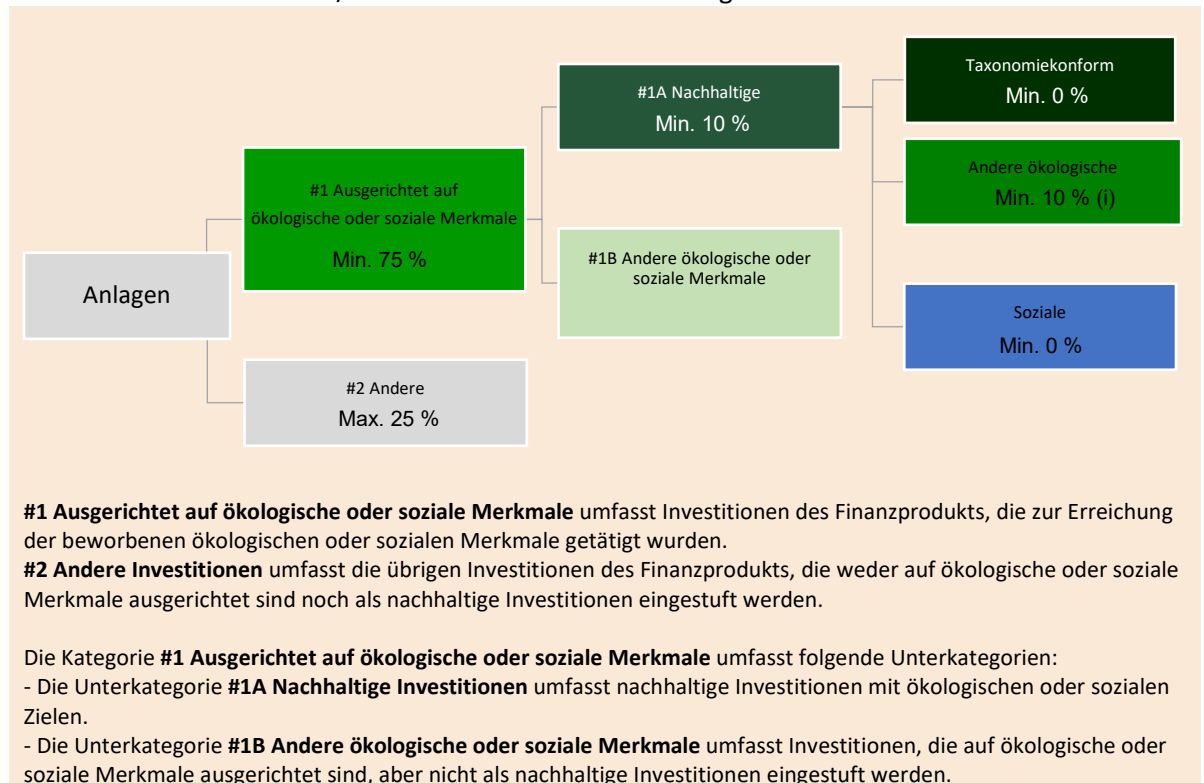 Taxonomiekonform
Min. 0 %
#1A Nachhaltige
Min. 10 %
Andere ökologische
Min. 10 % (i)
#1 Ausgerichtet auf
ökologische oder soziale Merkmale
Min. 75 %
#1B Andere ökologische oder
soziale Merkmale
Anlagen
Soziale
Min. 0 %
#2 Andere
Max. 25 %
#1 Ausgerichtet auf ökologische oder soziale Merkmale umfasst Investitionen des Finanzprodukts, die zur Erreichung
der beworbenen ökologischen oder sozialen Merkmale getätigt wurden.
#2 Andere Investitionen umfasst die übrigen Investitionen des Finanzprodukts, die weder auf ökologische oder soziale
Merkmale ausgerichtet sind noch als nachhaltige Investitionen eingestuft werden.
Die Kategorie #1 Ausgerichtet auf ökologische oder soziale Merkmale umfasst folgende Unterkategorien:
- Die Unterkategorie #1A Nachhaltige Investitionen umfasst nachhaltige Investitionen mit ökologischen oder sozialen
Zielen.
- Die Unterkategorie #1B Andere ökologische oder soziale Merkmale umfasst Investitionen, die auf ökologische oder
soziale Merkmale ausgerichtet sind, aber nicht als nachhaltige Investitionen eingestuft werden.